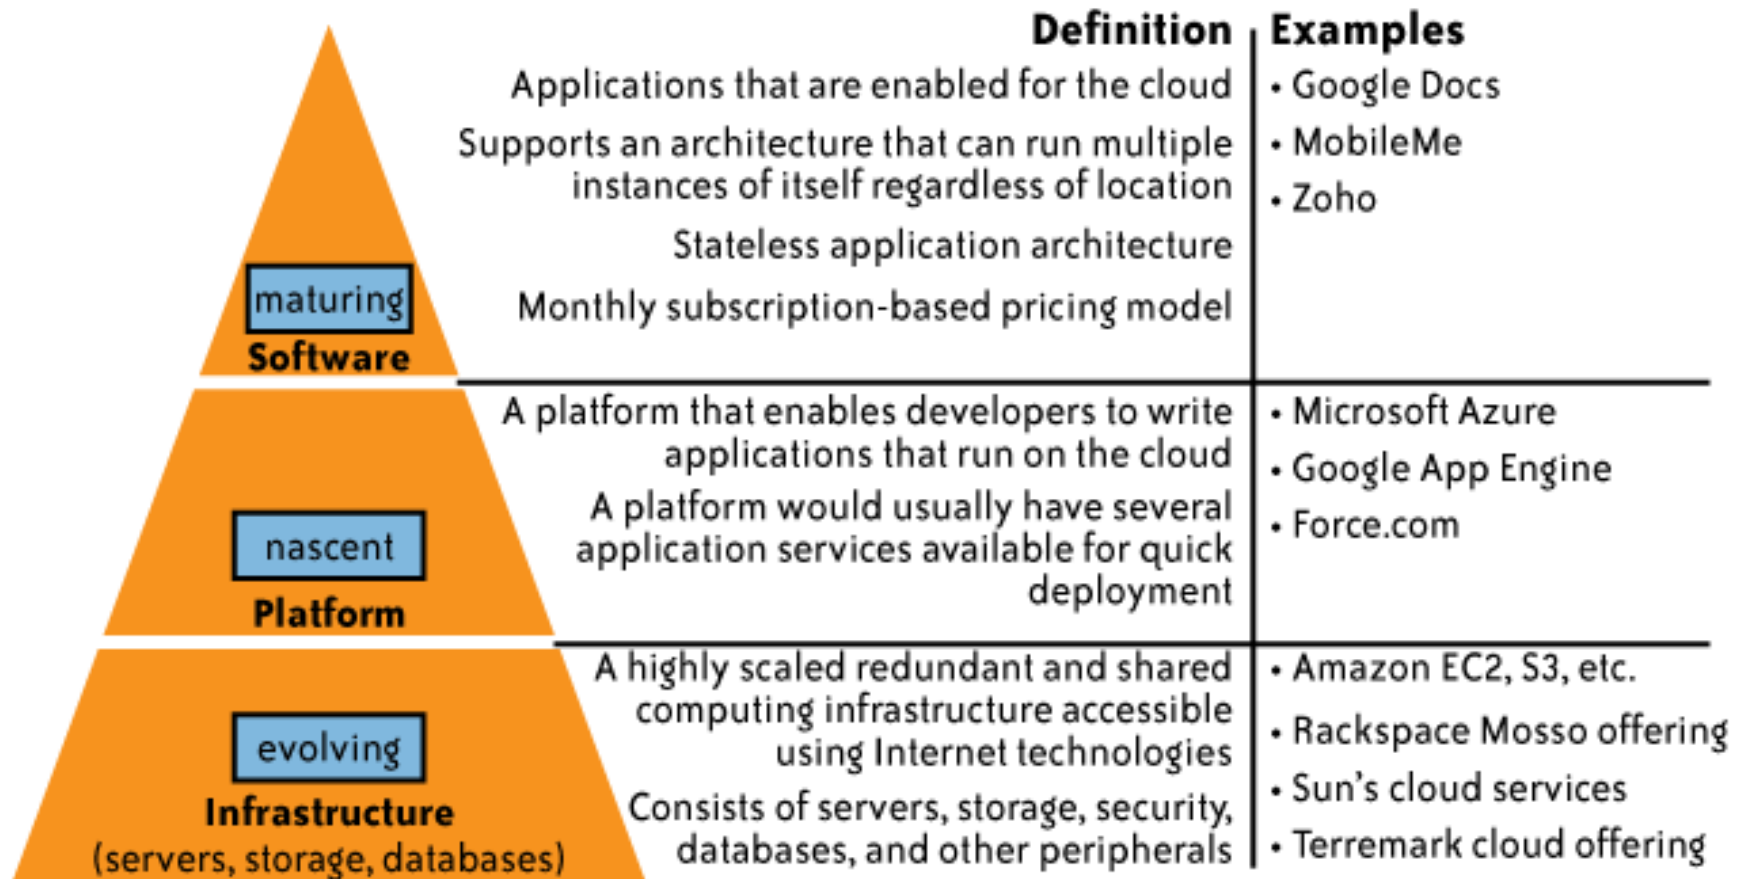 Definition
Examples
Applications that are enabled for the cloud
• Google Docs
Supports an architecture that can run multiple
instances of itself regardless of location
• MobileMe
• Zoho
Stateless application architecture
Monthly subscription-based pricing model
maturing
Software
A platform that enables developers to write
applications that run on the cloud
• Microsoft Azure
• Google App Engine
A platform would usually have several
application services available for quick
deployment
• Force.com
nascent
Platform
A highly scaled redundant and shared
computing infrastructure accessible
using Internet technologies
• Amazon EC2, S3, etc.
• Rackspace Mosso offering
Consists of servers, storage, security,
databases, and other peripherals
• Sun's cloud services
• Terremark cloud offering
evolving
Infrastructure
(servers, storage, databases)